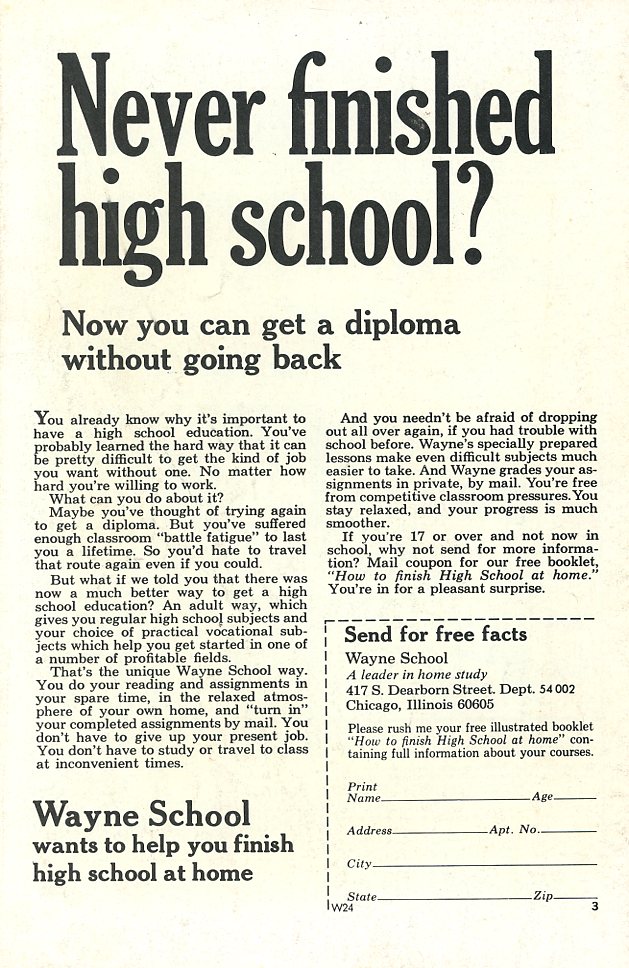 Never finished
high school?
Now you can get a diploma
without going back
You already know why it's important to
have a high school education. You've
probably learned the hard way that it can
be pretty difficult to get the kind of job
you want without one. No matter how
hard you're willing to work.
What can you do about it?
Maybe you've thought of trying again
to get a diploma. But you've suffered
enough classroom "battle fatigue" to last
you a lifetime. So you'd hate to travel
that route again even if you could.
But what if we told you that there was
now a much better way to get a high
school education? An adult way, which
gives you regular high school subjects and
your choice of practical vocational sub-
jects which help you get started in one of
a number of profitable fields.
That's the unique Wayne School way.
You do your reading and assignments in
your spare time, in the relaxed atmos-
phere of your own home, and "turn in"
your completed assignments by mail. You
don't have to give up your present job.
You don't have to study or travel to class
at inconvenient times.
Wayne School
wants to help you finish
high school at home
And you needn't be afraid of dropping
out all over again, if you had trouble with
school before. Wayne's specially prepared
lessons make even difficult subjects much
easier to take. And Wayne grades your as-
signments in private, by mail. You're free
from competitive classroom pressures. You
stay relaxed, and your progress is much
smoother.
If you're 17 or over and not now in
school, why not send for more informa-
tion? Mail coupon for our free booklet,
"How to finish High School at home."
You're in for a pleasant surprise.
Send for free facts
Wayne School
A leader in home study
417 S. Dearborn Street. Dept. 54 002
Chicago, Illinois 60605
Please rush me your free illustrated booklet
"How to finish High School at home" con-
taining full information about your courses.
Print
Name Age
Address Apt. No.
City
State Zip
W24 3